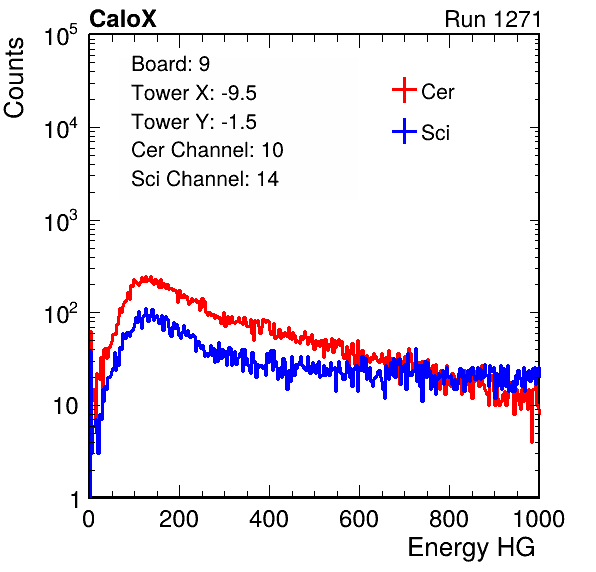 CaloX Run 1271
Counts
Board: 9
Tower X: -9.5
Tower Y: -1.5
Cer Channel: 10
Sci Channel: 14
Cer
Sci
10^5
10^4
10^3
10^2
10
1
0 200 400 600 800 1000
Energy HG